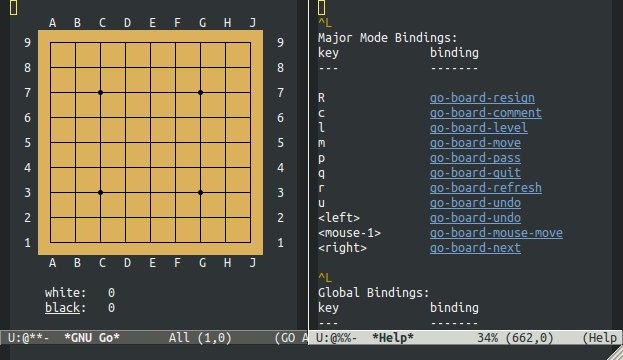 A B C D E F G H J
9 9
8 8
7 7
6 6
5 5
4 4
3 3
2 2
1 1
A B C D E F G H J
white: 0
black: 0
U:@**- *GNU Go* All (1,0) (GO A
^L
Major Mode Bindings:
key binding
--- -------
R go-board-resign
c go-board-comment
l go-board-level
m go-board-move
p go-board-pass
q go-board-quit
r go-board-refresh
u go-board-undo
<left> go-board-undo
<mouse-1> go-board-mouse-move
<right> go-board-next
^L
Global Bindings:
key binding
--- -------
U:@%%- *Help* 34% (662,0) (Help